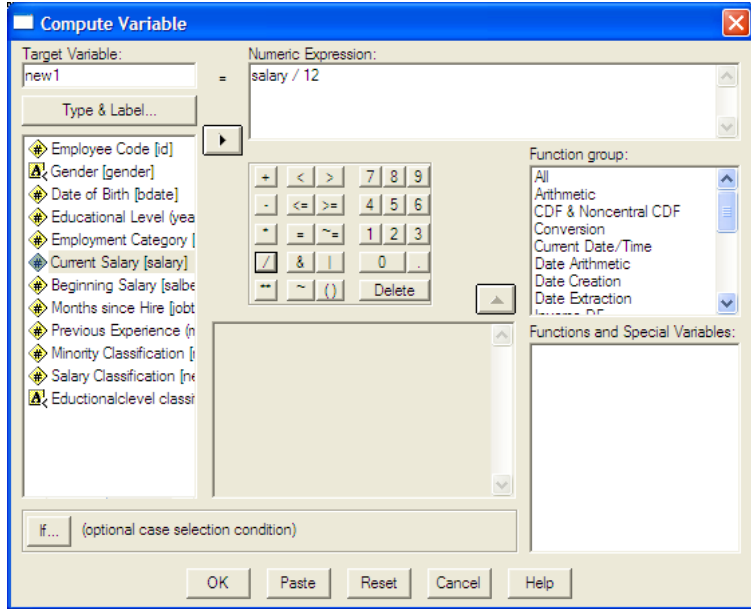 Compute Variable
Target Variable:
new1
=
Numeric Expression:
salary / 12
Type & Label...
Employee Code [id]
Gender [gender]
Date of Birth [bdate]
Educational Level (yea
Employment Category [
Current Salary [salary]
Beginning Salary [salbe
Months since Hire [jobt
Previous Experience (n
Minority Classification [
Salary Classification [ne
Eductionalclevel classif
+ < > 7 8 9
- <= >= 4 5 6
* = ~= 1 2 3
/ & | 0 .
** ~ () Delete
Function group:
All
Arithmetic
CDF & Noncentral CDF
Conversion
Current Date/Time
Date Arithmetic
Date Creation
Date Extraction
Inverse DF
Functions and Special Variables:
If... (optional case selection condition)
OK Paste Reset Cancel Help